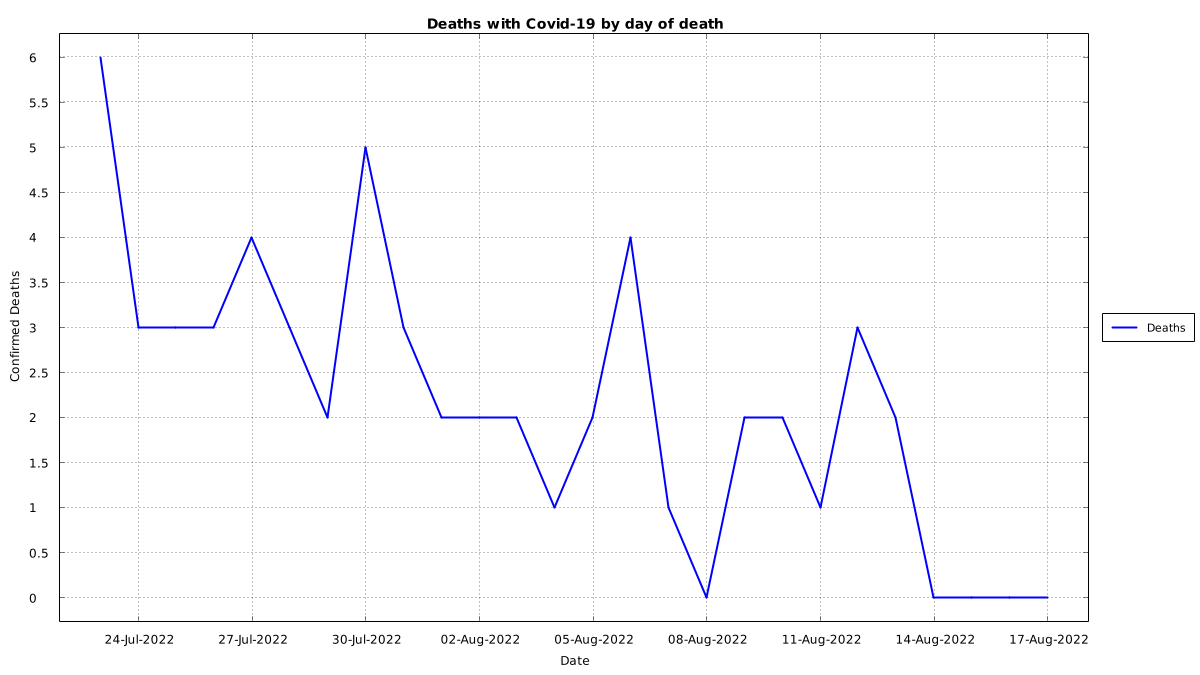 Deaths with Covid-19 by day of death
6
5.5
5
4.5
4
3.5
3
2.5
2
1.5
1
0.5
0
Confirmed Deaths
Deaths
24-Jul-2022 27-Jul-2022 30-Jul-2022 02-Aug-2022 05-Aug-2022 08-Aug-2022 11-Aug-2022 14-Aug-2022 17-Aug-2022
Date